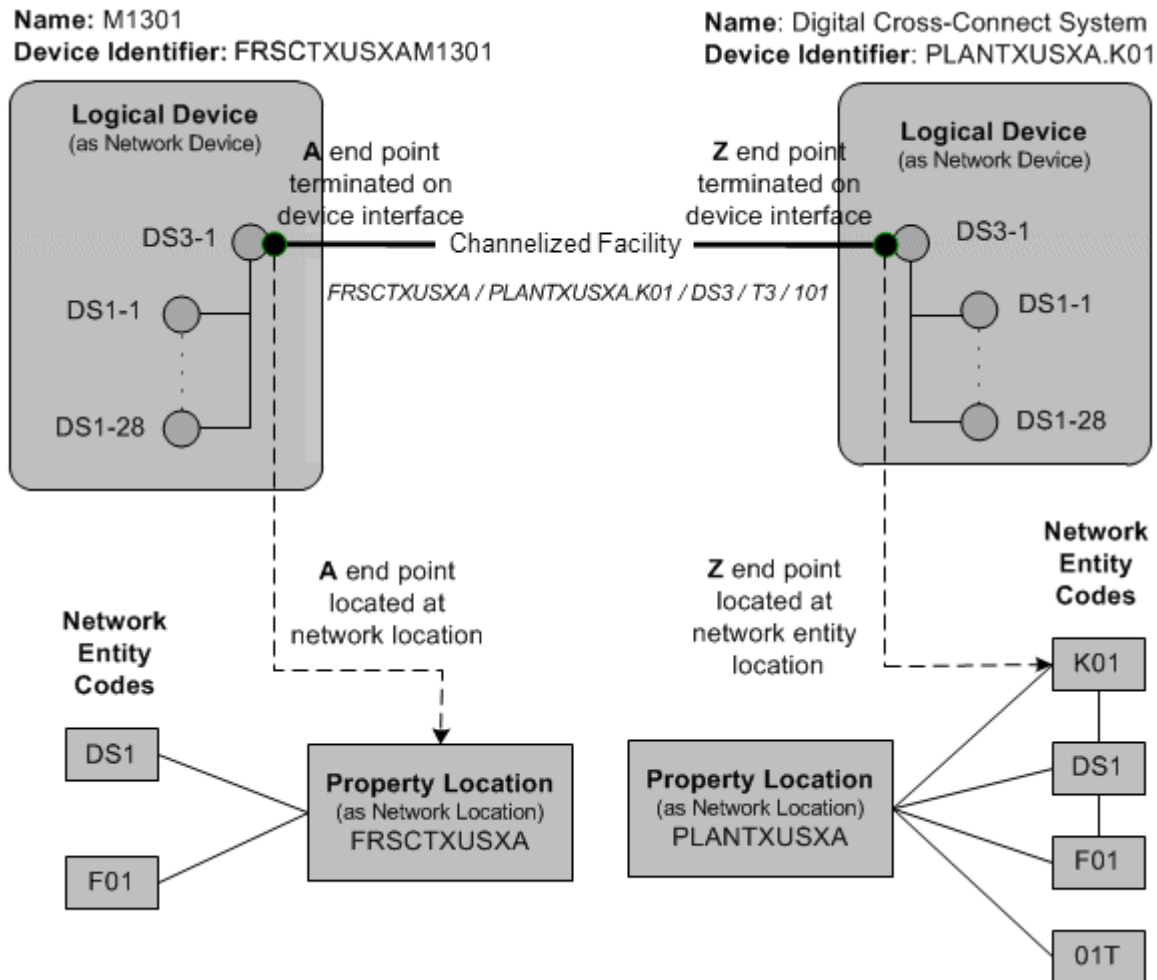 Name: M1301
Device Identifier: FRSCTXUSXAM1301
Name: Digital Cross-Connect System
Device Identifier: PLANTXUSXA.K01
Logical Device
(as Network Device)
A end point
terminated on
device interface
Z end point
terminated on
device interface
Logical Device
(as Network Device)
DS3-1
Channelized Facility
DS3-1
FRSCTXUSXA / PLANTXUSXA.K01 / DS3 / T3 / 101
DS1-1
DS1-1
DS1-28
DS1-28
A end point
located at
network location
Z end point
located at
network entity
location
Network
Entity
Codes
Network
Entity
Codes
DS1
F01
Property Location
(as Network Location)
FRSCTXUSXA
Property Location
(as Network Location)
PLANTXUSXA
K01
DS1
F01
01T